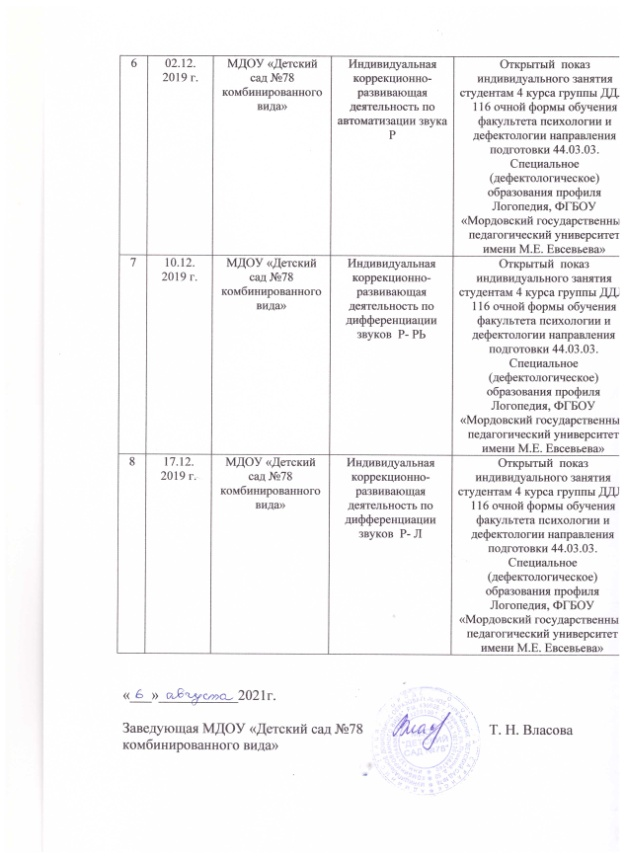 6
02.12.
2019 г.
МДОУ «Детский
сад №78
комбинированного
вида»
Индивидуальная
коррекционно-
развивающая
деятельность по
автоматизации звука
Р
Открытый показ
индивидуального занятия
студентам 4 курса группы ДДЛ
116 очной формы обучения
факультета психологии и
дефектологии направления
подготовки 44.03.03.
Специальное
(дефектологическое)
образования профиля
Логопедия, ФГБОУ
«Мордовский государственны
педагогический университет
имени М.Е. Евсевьева»
7
10.12.
2019 г.
МДОУ «Детский
сад №78
комбинированного
вида»
Индивидуальная
коррекционно-
развивающая
деятельность по
дифференциации
звуков Р- РЬ
Открытый показ
индивидуального занятия
студентам 4 курса группы ДДЛ
116 очной формы обучения
факультета психологии и
дефектологии направления
подготовки 44.03.03.
Специальное
(дефектологическое)
образования профиля
Логопедия, ФГБОУ
«Мордовский государственны
педагогический университет
имени М.Е. Евсевьева»
8
17.12.
2019 г.
МДОУ «Детский
сад №78
комбинированного
вида»
Индивидуальная
коррекционно-
развивающая
деятельность по
дифференциации
звуков Р- Л
Открытый показ
индивидуального занятия
студентам 4 курса группы ДДЛ
116 очной формы обучения
факультета психологии и
дефектологии направления
подготовки 44.03.03.
Специальное
(дефектологическое)
образования профиля
Логопедия, ФГБОУ
«Мордовский государственны
педагогический университет
имени М.Е. Евсевьева»
« 6 » августа 2021г.
Заведующая МДОУ «Детский сад №78
комбинированного вида»
"ДЕТСКИЙ
САД №78"
Т. Н. Власова